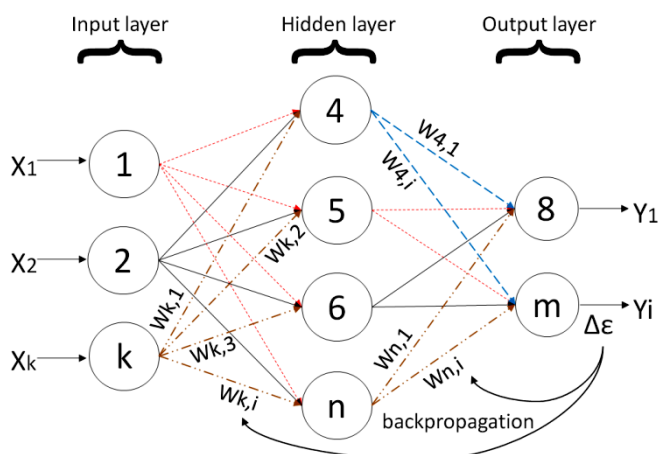 Input layer
Hidden layer
Output layer
X1
1
X2
2
Xk
k
4
5
6
n
Wk,1
Wk,2
Wk,3
Wk,i
W4,1
W4,i
Wn,1
Wn,i
8
Y1
m
Yi
Δε
backpropagation